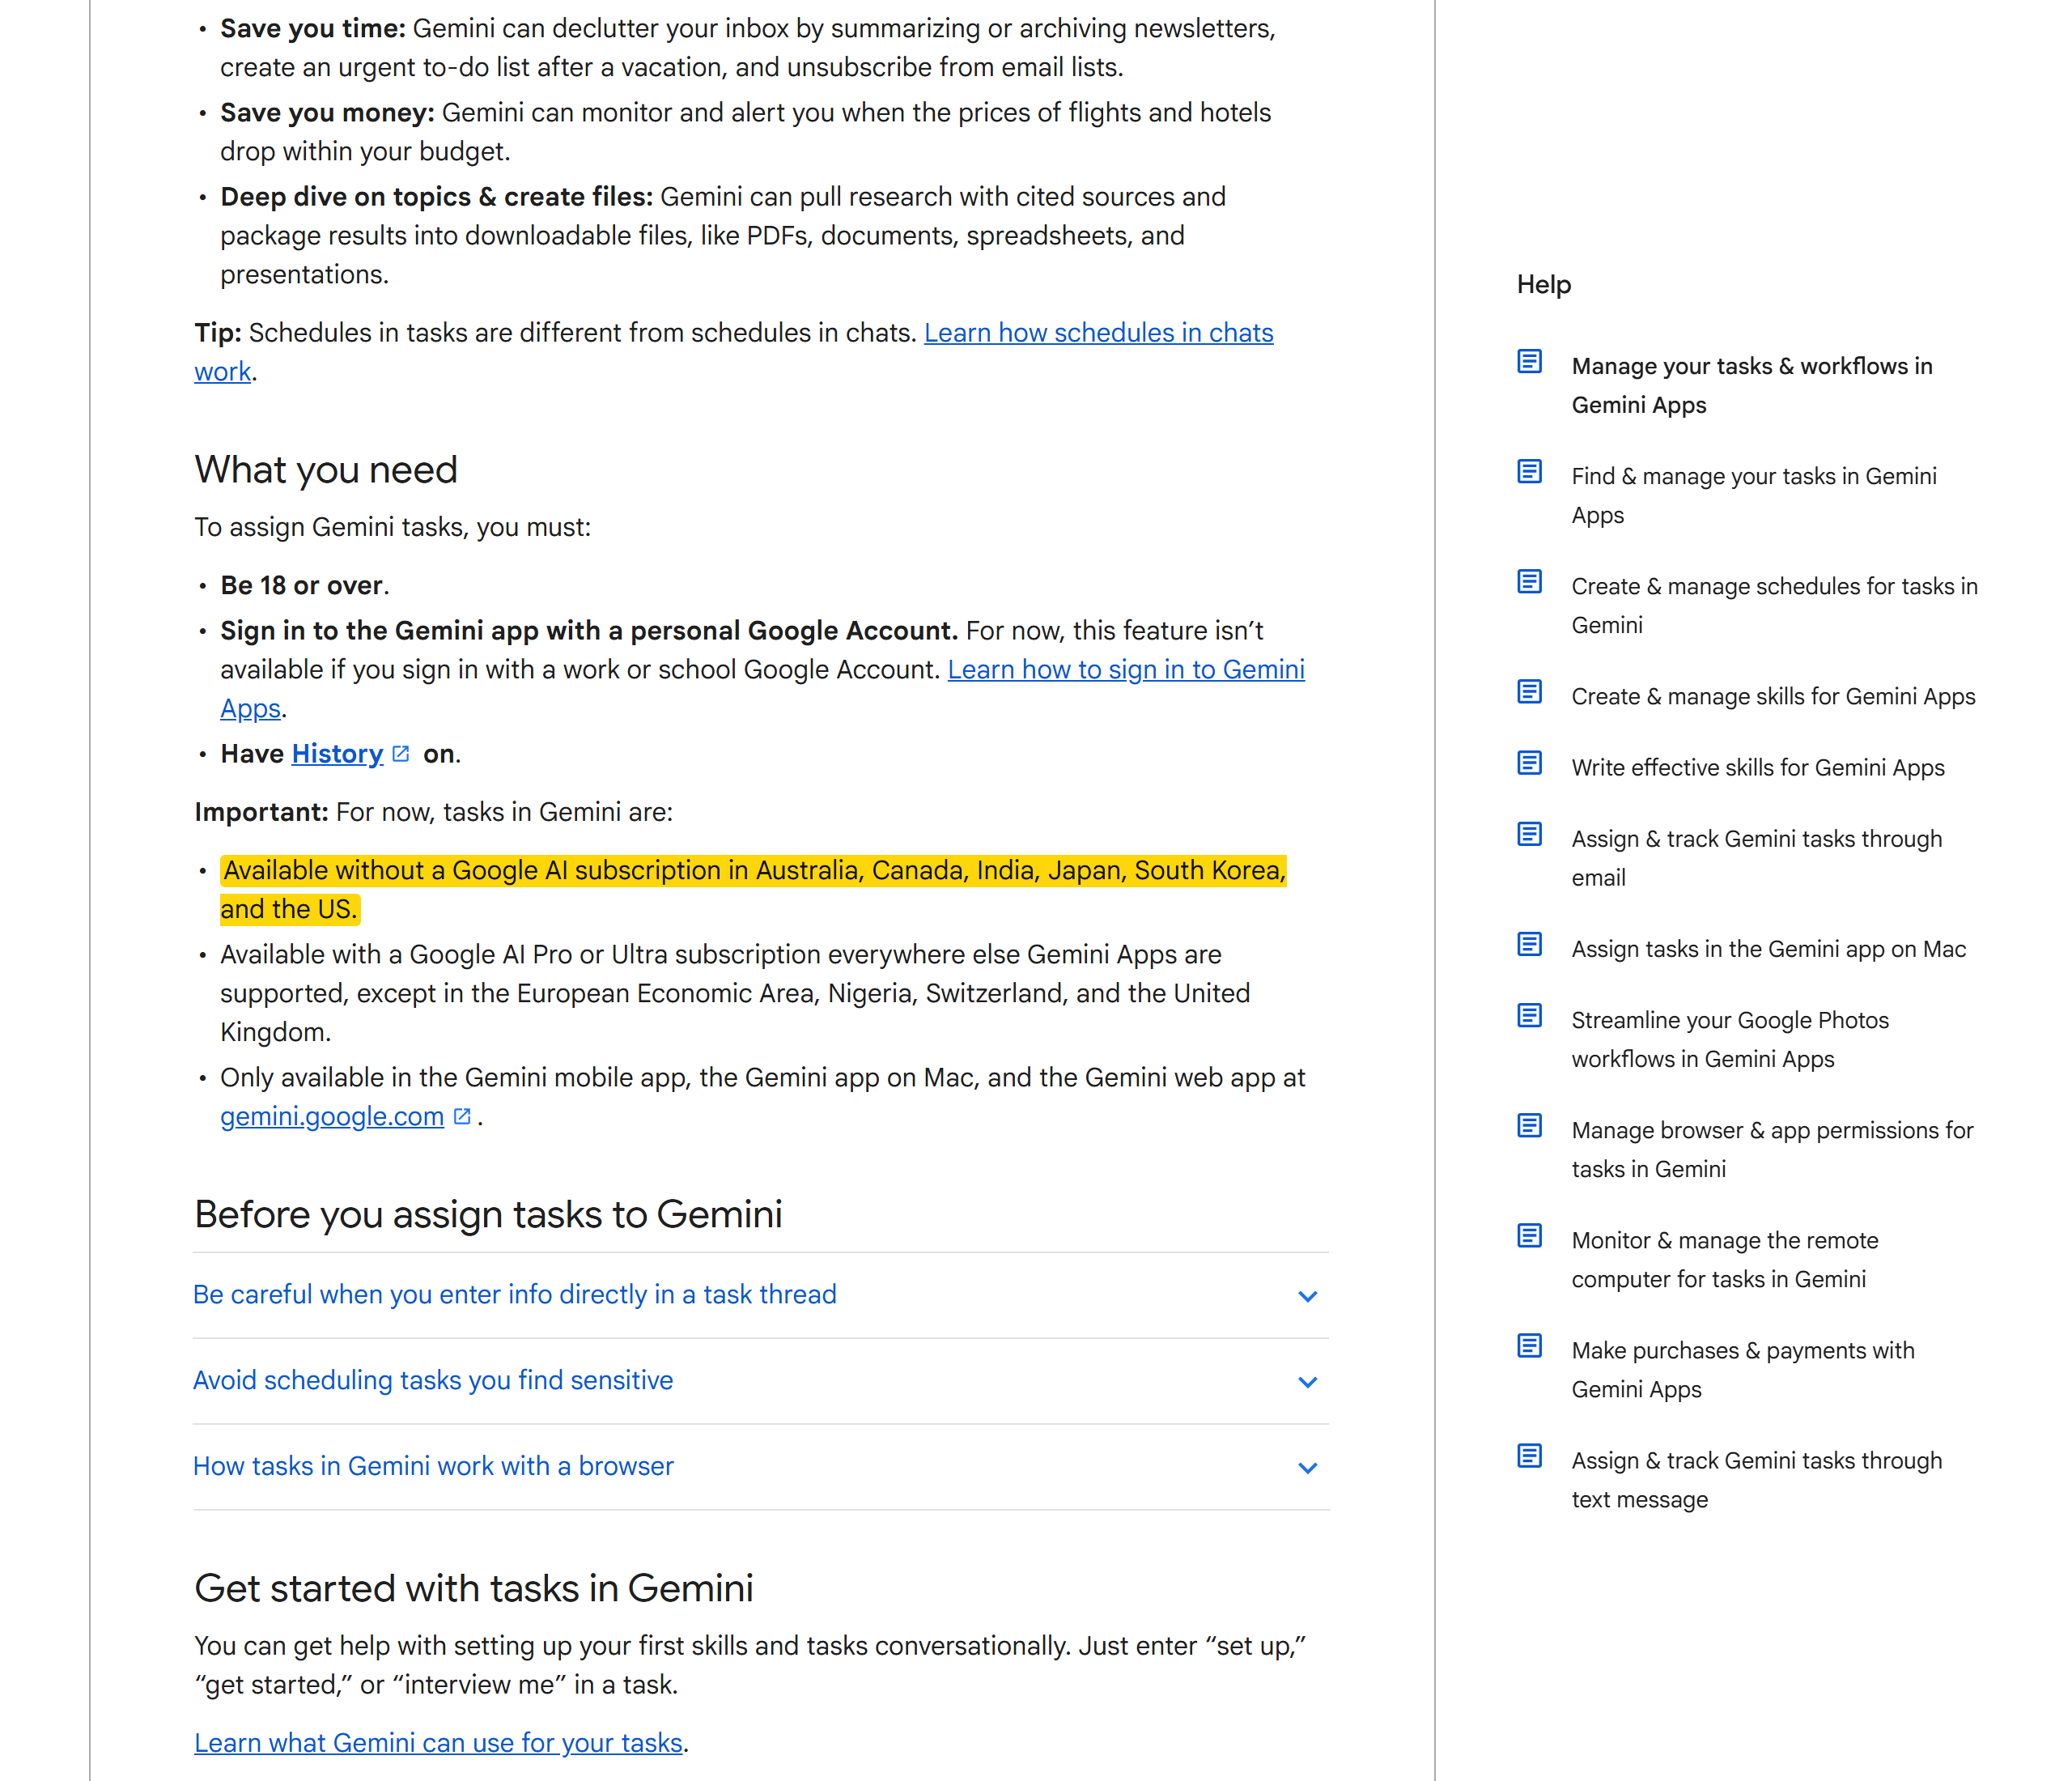 • Save you time: Gemini can declutter your inbox by summarizing or archiving newsletters,
create an urgent to-do list after a vacation, and unsubscribe from email lists.
• Save you money: Gemini can monitor and alert you when the prices of flights and hotels
drop within your budget.
• Deep dive on topics & create files: Gemini can pull research with cited sources and
package results into downloadable files, like PDFs, documents, spreadsheets, and
presentations.
Tip: Schedules in tasks are different from schedules in chats. Learn how schedules in chats
work.
What you need
To assign Gemini tasks, you must:
• Be 18 or over.
• Sign in to the Gemini app with a personal Google Account. For now, this feature isn’t
available if you sign in with a work or school Google Account. Learn how to sign in to Gemini
Apps.
• Have History on.
Important: For now, tasks in Gemini are:
• Available without a Google AI subscription in Australia, Canada, India, Japan, South Korea,
and the US.
• Available with a Google AI Pro or Ultra subscription everywhere else Gemini Apps are
supported, except in the European Economic Area, Nigeria, Switzerland, and the United
Kingdom.
• Only available in the Gemini mobile app, the Gemini app on Mac, and the Gemini web app at
gemini.google.com .
Before you assign tasks to Gemini
Be careful when you enter info directly in a task thread
Avoid scheduling tasks you find sensitive
How tasks in Gemini work with a browser
Get started with tasks in Gemini
You can get help with setting up your first skills and tasks conversationally. Just enter “set up,”
“get started,” or “interview me” in a task.
Learn what Gemini can use for your tasks.
Help
Manage your tasks & workflows in
Gemini Apps
Find & manage your tasks in Gemini
Apps
Create & manage schedules for tasks in
Gemini
Create & manage skills for Gemini Apps
Write effective skills for Gemini Apps
Assign & track Gemini tasks through
email
Assign tasks in the Gemini app on Mac
Streamline your Google Photos
workflows in Gemini Apps
Manage browser & app permissions for
tasks in Gemini
Monitor & manage the remote
computer for tasks in Gemini
Make purchases & payments with
Gemini Apps
Assign & track Gemini tasks through
text message